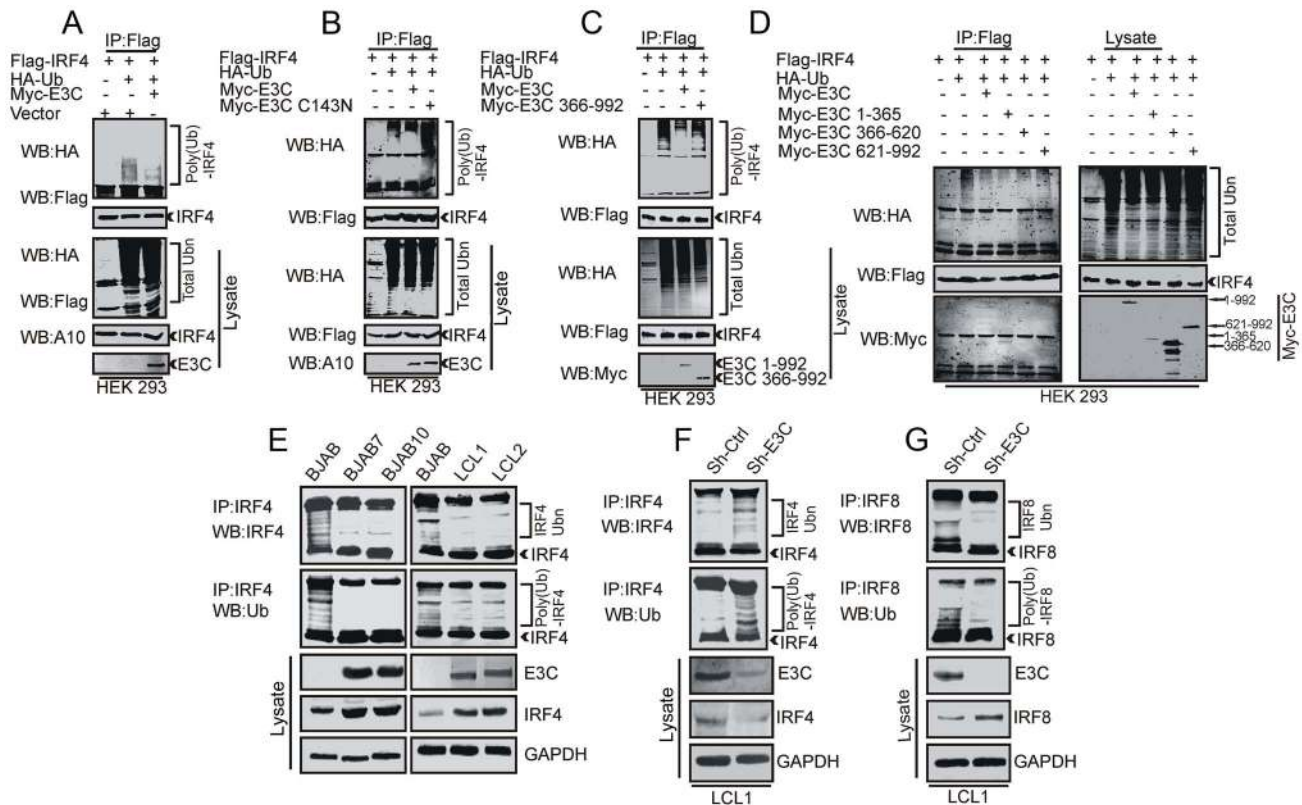 A
IP:Flag
Flag-IRF4 + + +
HA-Ub - + +
Myc-E3C - - +
Vector + + -
WB:HA
Poly(Ub)
-IRF4
WB:Flag
IRF4
WB:HA
Total Ubn
WB:Flag
WB:A10
IRF4
E3C
Lysate
HEK 293
B
IP:Flag
Flag-IRF4 + + + +
HA-Ub - + + +
Myc-E3C - - + -
Myc-E3C C143N - - - +
WB:HA
Poly(Ub)
-IRF4
WB:Flag
IRF4
WB:HA
Total Ubn
WB:Flag
IRF4
WB:A10
E3C
Lysate
HEK 293
C
IP:Flag
Flag-IRF4 + + + +
HA-Ub - + + +
Myc-E3C - - + -
Myc-E3C 366-992 - - - +
WB:HA
Poly(Ub)
-IRF4
WB:Flag
IRF4
WB:HA
Total Ubn
WB:Flag
IRF4
WB:Myc
E3C 1-992
E3C 366-992
Lysate
HEK 293
D
IP:Flag
Lysate
Flag-IRF4 + + + + + + + + + + + +
HA-Ub - + + + + + - + + + + +
Myc-E3C - - + - - - - - + - - -
Myc-E3C 1-365 - - - + - - - - - + - -
Myc-E3C 366-620 - - - - + - - - - - + -
Myc-E3C 621-992 - - - - - + - - - - - +
WB:HA
Total Ubn
WB:Flag
IRF4
WB:Myc
1-992
621-992
1-365
366-620
Myc-E3C
HEK 293
E
BJAB
BJAB7
BJAB10
BJAB
LCL1
LCL2
IP:IRF4
WB:IRF4
IRF4
Ubn
IRF4
IP:IRF4
WB:Ub
Poly(Ub)
-IRF4
IRF4
E3C
IRF4
GAPDH
Lysate
F
Sh-Ctrl
Sh-E3C
IP:IRF4
WB:IRF4
IRF4
Ubn
IRF4
IP:IRF4
WB:Ub
Poly(Ub)
-IRF4
IRF4
E3C
IRF4
GAPDH
Lysate
LCL1
G
Sh-Ctrl
Sh-E3C
IP:IRF8
WB:IRF8
IRF8
Ubn
IRF8
IP:IRF8
WB:Ub
Poly(Ub)
-IRF8
IRF8
E3C
IRF8
GAPDH
Lysate
LCL1